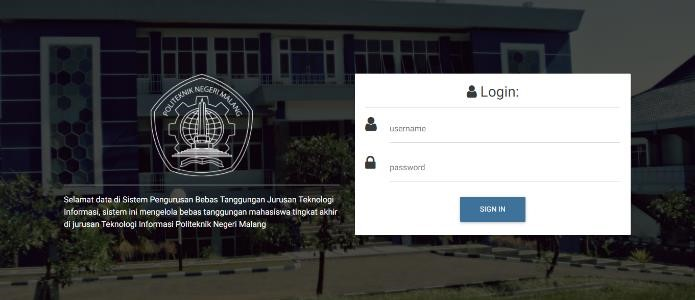 POLITEKNIK NEGERI MALANG
Selamat data di Sistem Pengurusan Bebas Tanggungan Jurusan Teknologi
Informasi, sistem ini mengelola bebas tanggungan mahasiswa tingkat akhir
di jurusan Teknologi Informasi Politeknik Negeri Malang
Login:
username
password
SIGN IN